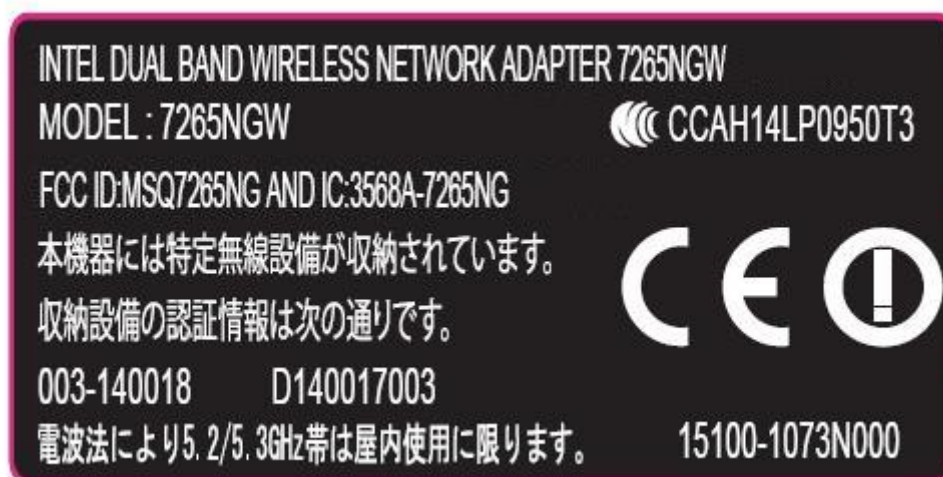 INTEL DUAL BAND WIRELESS NETWORK ADAPTER 7265NGW
MODEL : 7265NGW
CCAH14LP0950T3
FCC ID:MSQ7265NG AND IC:3568A-7265NG
本機器には特定無線設備が収納されています。
収納設備の認証情報は次の通りです。
CE
003-140018 D140017003
電波法により5.2/5.3GHz帯は屋内使用に限ります。
15100-1073N000